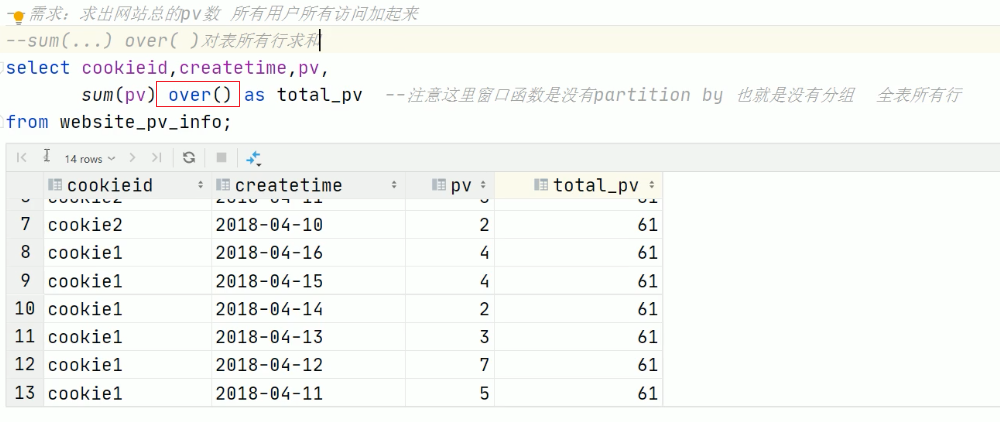 --需求：求出网站总的pv数 所有用户所有访问加起来
--sum(...) over( )对表所有行求和
select cookieid,createtime,pv,
sum(pv) over() as total_pv --注意这里窗口函数是没有partition by 也就是没有分组 全表所有行
from website_pv_info;
14 rows
cookieid createtime pv total_pv
cookie2 2018-04-11 61
7 cookie2 2018-04-10 2 61
8 cookie1 2018-04-16 4 61
9 cookie1 2018-04-15 4 61
10 cookie1 2018-04-14 2 61
11 cookie1 2018-04-13 3 61
12 cookie1 2018-04-12 7 61
13 cookie1 2018-04-11 5 61